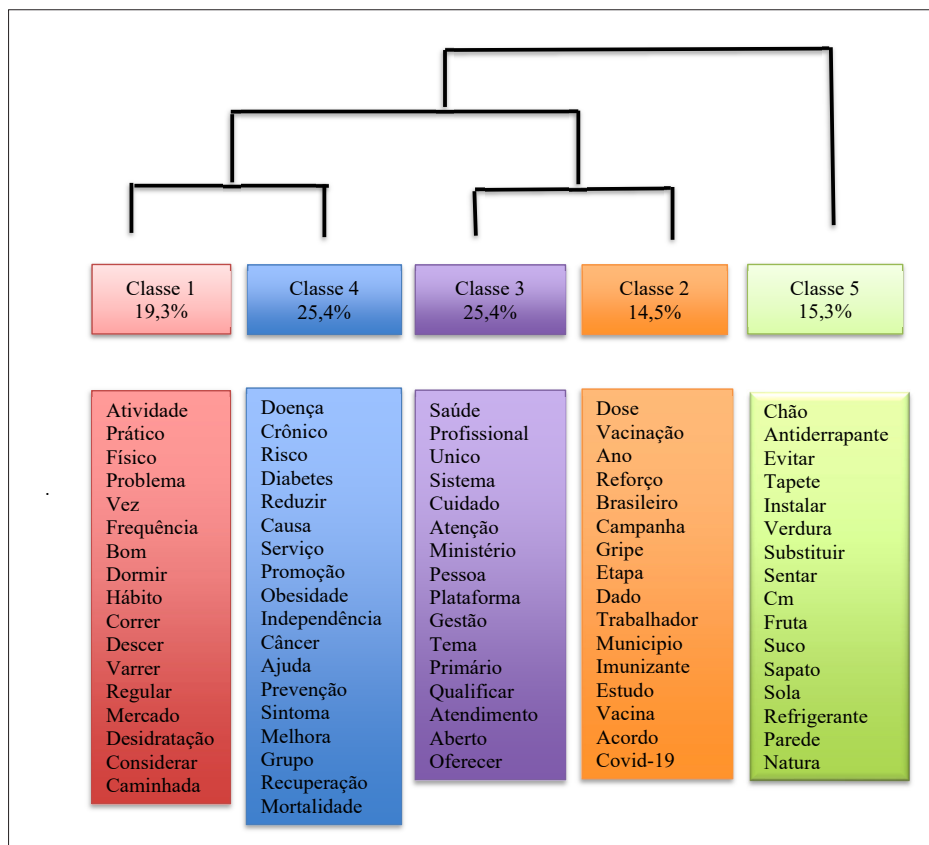 Classe 1
19,3%
Classe 4
25,4%
Classe 3
25,4%
Classe 2
14,5%
Classe 5
15,3%
Atividade
Prático
Físico
Problema
Vez
Frequência
Bom
Dormir
Hábito
Correr
Descer
Varrer
Regular
Mercado
Desidratação
Considerar
Caminhada
Doença
Crônico
Risco
Diabetes
Reduzir
Causa
Serviço
Promoção
Obesidade
Independência
Câncer
Ajuda
Prevenção
Sintoma
Melhora
Grupo
Recuperação
Mortalidade
Saúde
Profissional
Unico
Sistema
Cuidado
Atenção
Ministério
Pessoa
Plataforma
Gestão
Tema
Primário
Qualificar
Atendimento
Aberto
Oferecer
Dose
Vacinação
Ano
Reforço
Brasileiro
Campanha
Gripe
Etapa
Dado
Trabalhador
Municipio
Imunizante
Estudo
Vacina
Acordo
Covid-19
Chão
Antiderrapante
Evitar
Tapete
Instalar
Verdura
Substituir
Sentar
Cm
Fruta
Suco
Sapato
Sola
Refrigerante
Parede
Natura
.